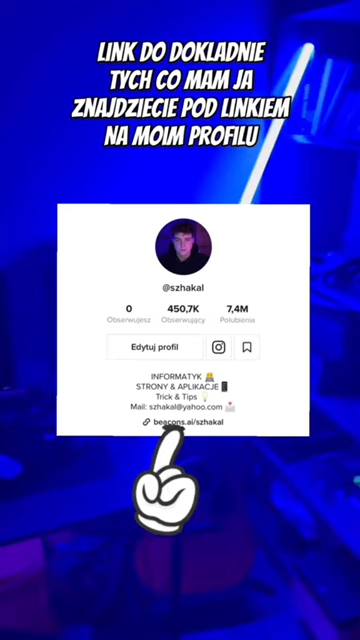 LINK DO DOKLADNIE
TYCH CO MAM JA
ZNAJDZIECIE POD LINKIEM
NA MOIM PROFILU
@szhakal
0 450,7K 7,4M
Obserwujesz Obserwujący Polubienia
Edytuj profil
INFORMATYK 👨‍💻
STRONY & APLIKACJE📱
Trick & Tips 💡
Mail: szhakal@yahoo.com 📩
beacons.ai/szhakal